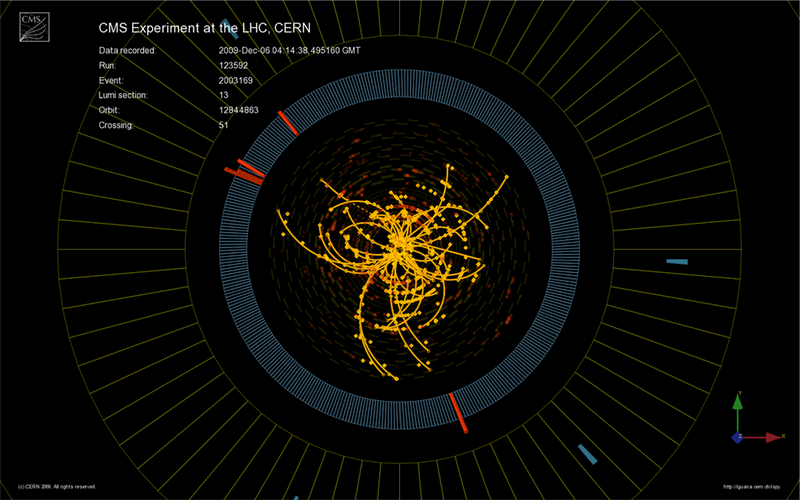 CMS
CMS Experiment at the LHC, CERN
Data recorded: 2009-Dec-06 04:14:38.495160 GMT
Run: 123592
Event: 2003169
Lumi section: 13
Orbit: 12844863
Crossing: 51
Y
X
Z
(c) CERN 2009. All rights reserved.
http://iguana.cern.ch/ispy